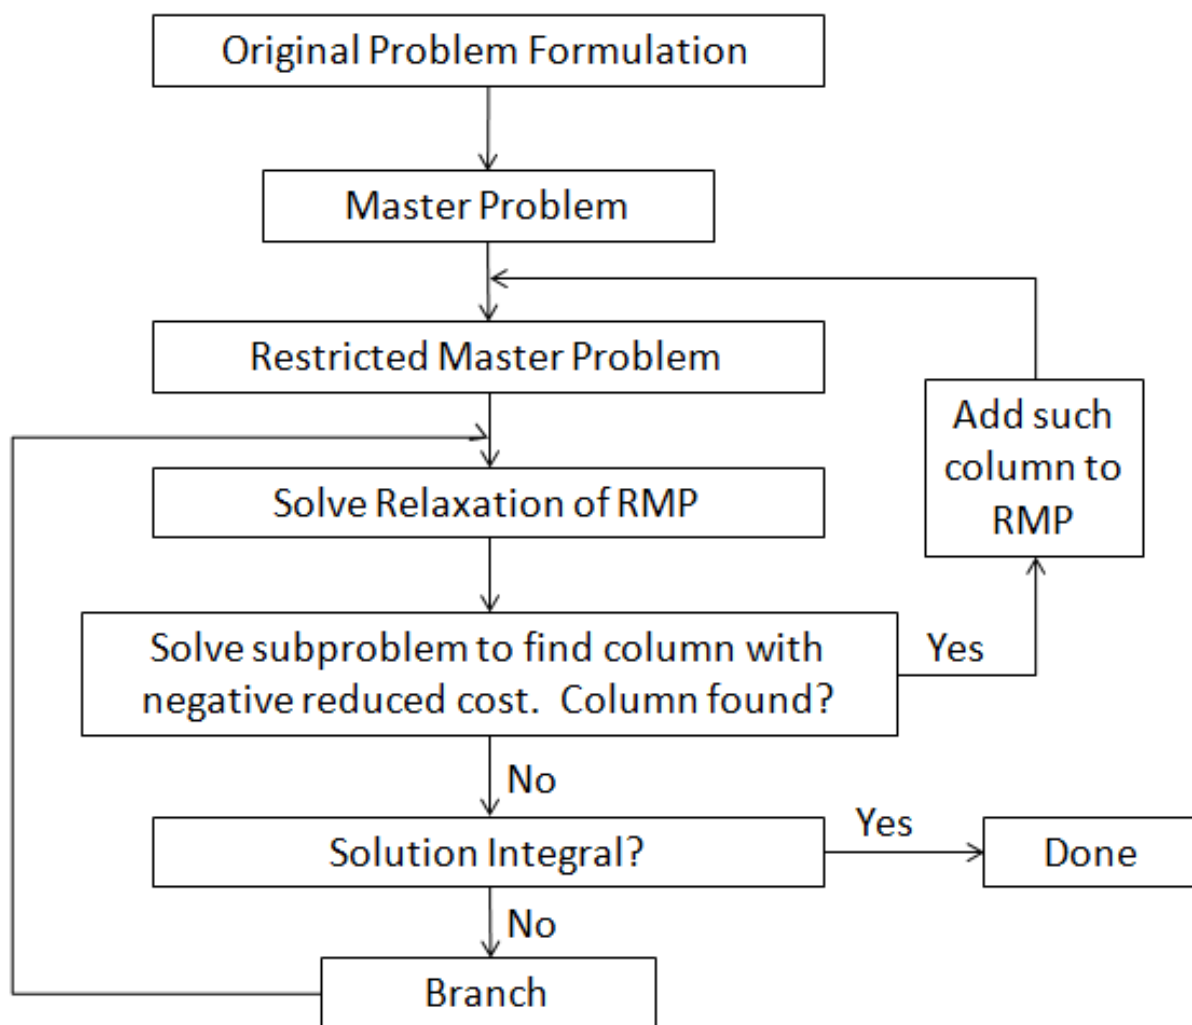 Original Problem Formulation
Master Problem
Restricted Master Problem
Add such
column to
RMP
Solve Relaxation of RMP
Solve subproblem to find column with
negative reduced cost.  Column found?
Yes
No
Solution Integral?
Yes
Done
No
Branch